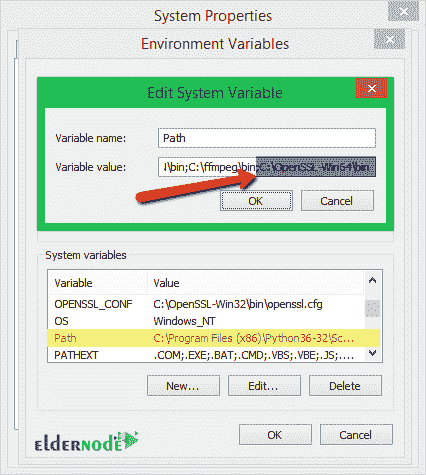 System Properties
Environment Variables
Edit System Variable
Variable name: Path
Variable value: l\bin;C:\ffmpeg\bin;C:\OpenSSL-Win64\bin
OK Cancel
System variables
Variable Value
OPENSSL_CONF C:\OpenSSL-Win32\bin\openssl.cfg
OS Windows_NT
Path C:\Program Files (x86)\Python36-32\Sc...
PATHEXT .COM;.EXE;.BAT;.CMD;.VBS;.VBE;.JS;....
New... Edit... Delete
eldernode
OK Cancel